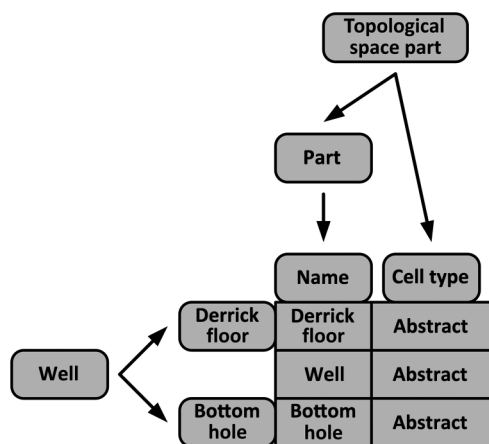 Topological
space part
Part
Name
Cell type
Derrick
floor
Derrick
floor
Abstract
Well
Well
Abstract
Bottom
hole
Bottom
hole
Abstract